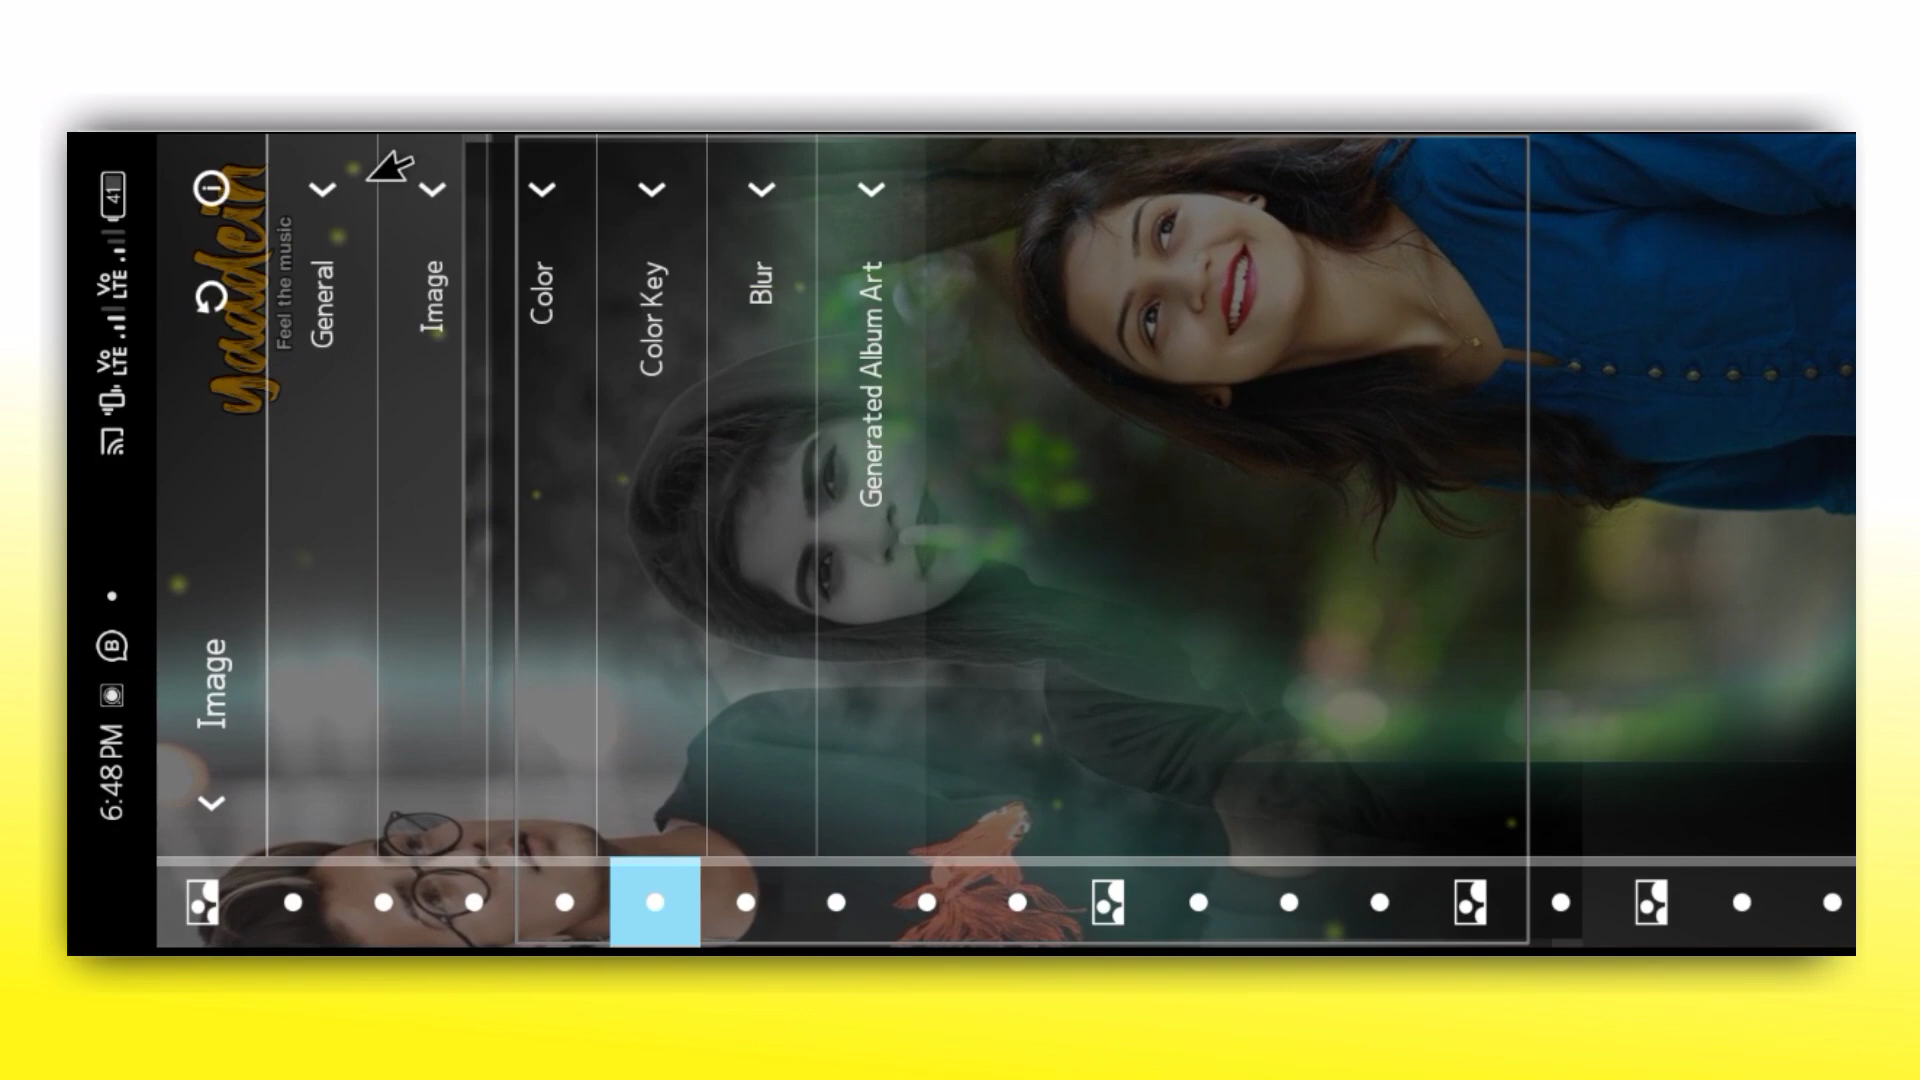 6:48 PM
B
Vo LTE
Vo LTE
41
Image
yaadein
Feel the music
General
Image
Color
Color Key
Blur
Generated Album Art